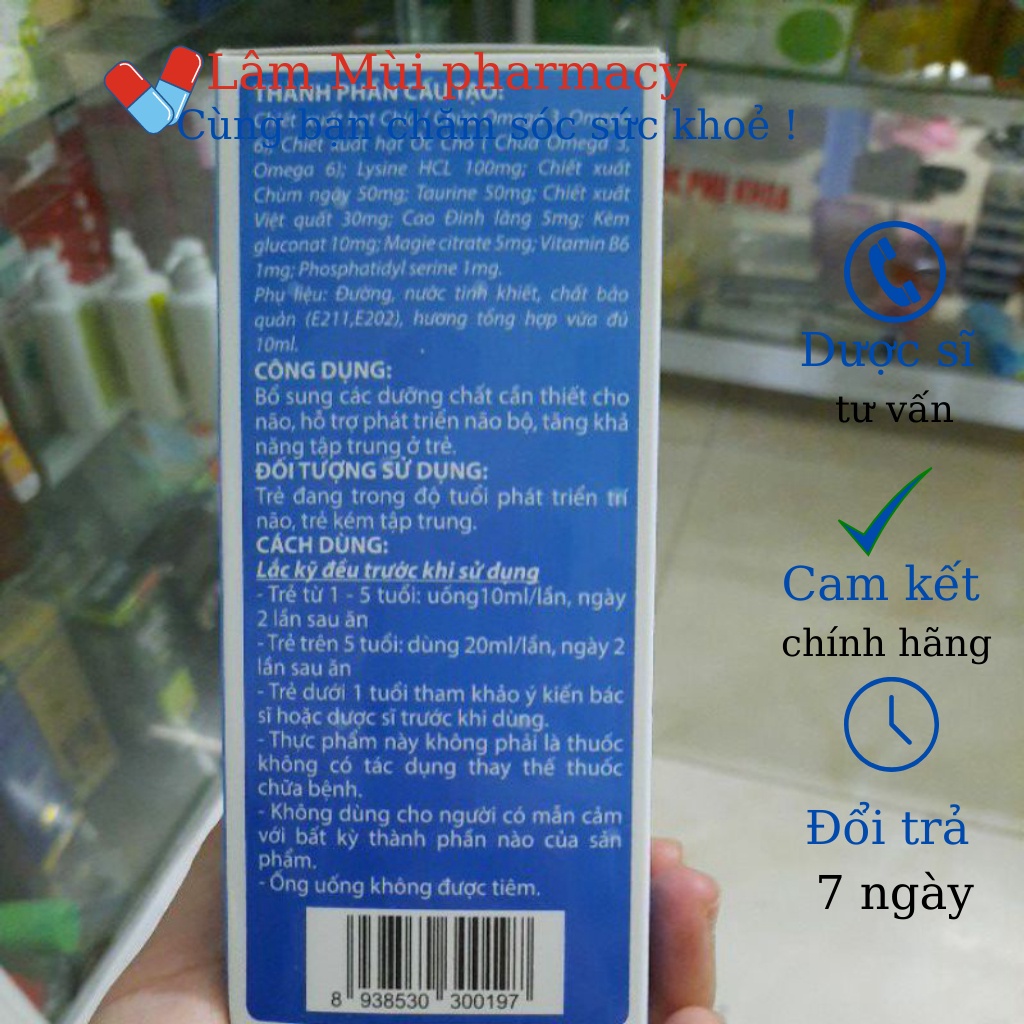 Lâm Mùi pharmacy
Cùng bạn chăm sóc sức khoẻ !
THÀNH PHẦN CẤU TẠO:
6; Chiết xuất hạt Óc Chó ( Chứa Omega 3,
Omega 6); Lysine HCL 100mg; Chiết xuất
Chùm ngây 50mg; Taurine 50mg; Chiết xuất
Việt quất 30mg; Cao Đinh lăng 5mg; Kẽm
gluconat 10mg; Magie citrate 5mg; Vitamin B6
1mg; Phosphatidyl serine 1mg.
Phụ liệu: Đường, nước tinh khiết, chất bảo
quản (E211,E202), hương tổng hợp vừa đủ
10ml.
CÔNG DỤNG:
Bổ sung các dưỡng chất cần thiết cho
não, hỗ trợ phát triển não bộ, tăng khả
năng tập trung ở trẻ.
ĐỐI TƯỢNG SỬ DỤNG:
Trẻ đang trong độ tuổi phát triển trí
não, trẻ kém tập trung.
CÁCH DÙNG:
Lắc kỹ đều trước khi sử dụng
- Trẻ từ 1 - 5 tuổi: uống10ml/lần, ngày
2 lần sau ăn
- Trẻ trên 5 tuổi: dùng 20ml/lần, ngày 2
lần sau ăn
- Trẻ dưới 1 tuổi tham khảo ý kiến bác
sĩ hoặc dược sĩ trước khi dùng.
- Thực phẩm này không phải là thuốc
không có tác dụng thay thế thuốc
chữa bệnh.
- Không dùng cho người có mẫn cảm
với bất kỳ thành phần nào của sản
phẩm.
- Ống uống không được tiêm.
8 938530 300197
PHỤ KHOA
Dược sĩ
tư vấn
Cam kết
chính hãng
Đổi trả
7 ngày